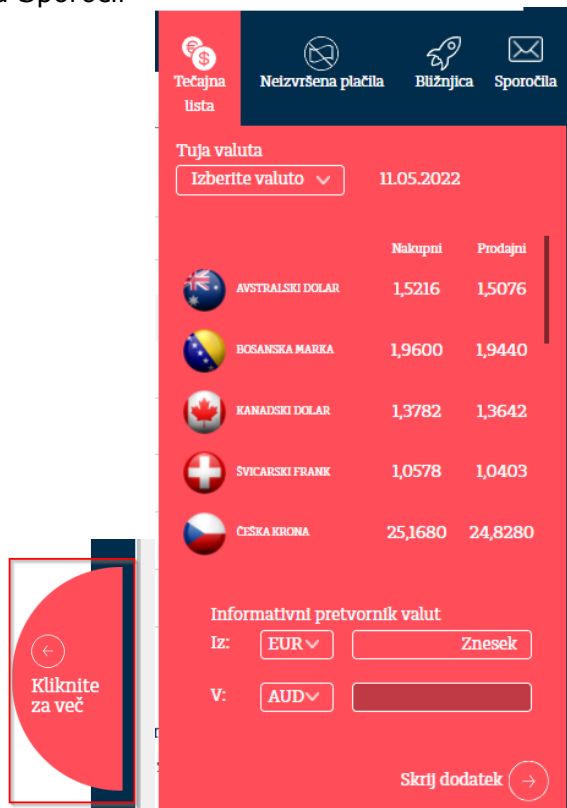 Sporočil
Tečajna lista
Neizvršena plačila
Bližnjica
Sporočila
Tuja valuta
Izberite valuto 11.05.2022
Nakupni Prodajni
AVSTRALSKI DOLAR 1,5216 1,5076
BOSANSKA MARKA 1,9600 1,9440
KANADSKI DOLAR 1,3782 1,3642
ŠVICARSKI FRANK 1,0578 1,0403
ČEŠKA KRONA 25,1680 24,8280
Informativni pretvornik valut
Iz: EUR Znesek
V: AUD
Skrij dodatek
Kliknite
za več